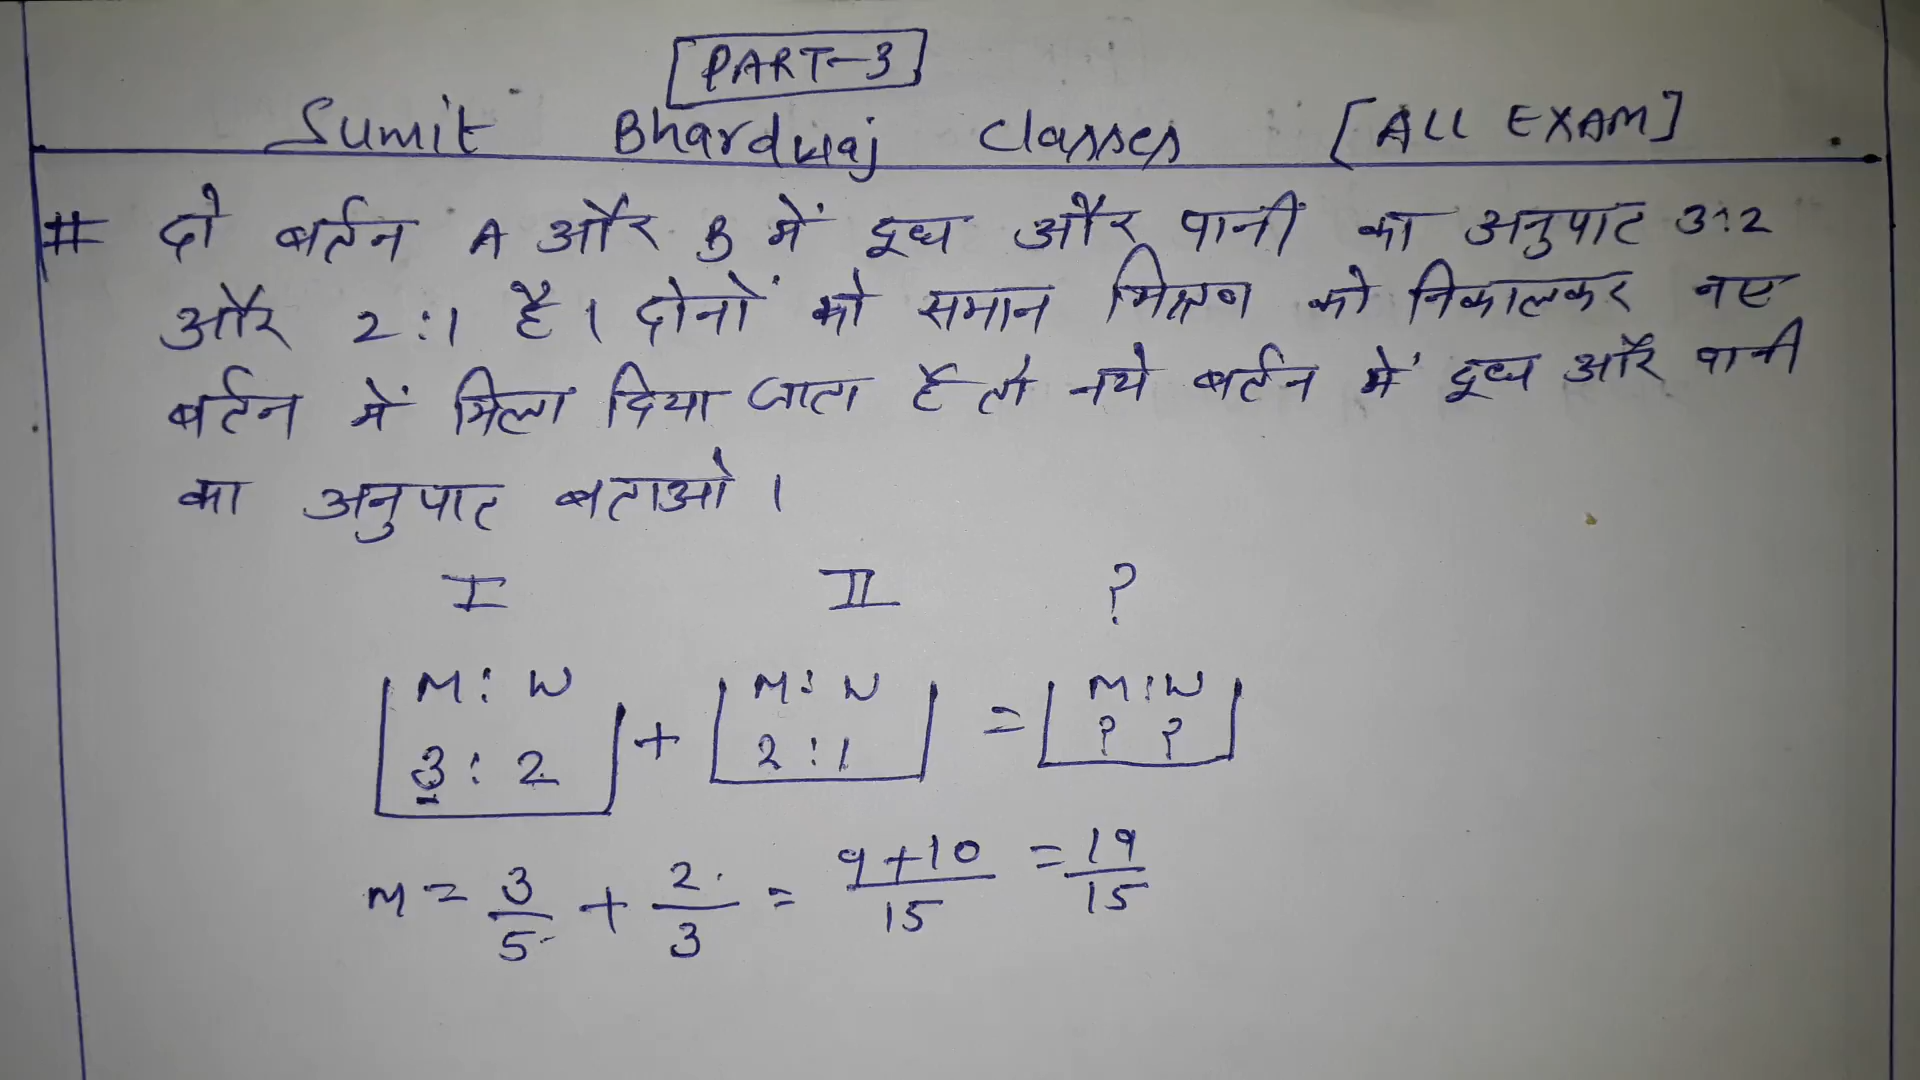 [PART-3]
Sumit Bhardwaj Classes [ALL EXAM]
# दो बर्तन A और B में दूध और पानी का अनुपात 3:2
और 2:1 है। दोनों को समान मिश्रण को निकालकर नए
बर्तन में मिला दिया जाता है तो नये बर्तन में दूध और पानी
का अनुपात बताओ।
I II ?
M : W M : W M : W
3 : 2 + 2 : 1 = ? ?
M = 3/5 + 2/3 = 9+10/15 = 19/15